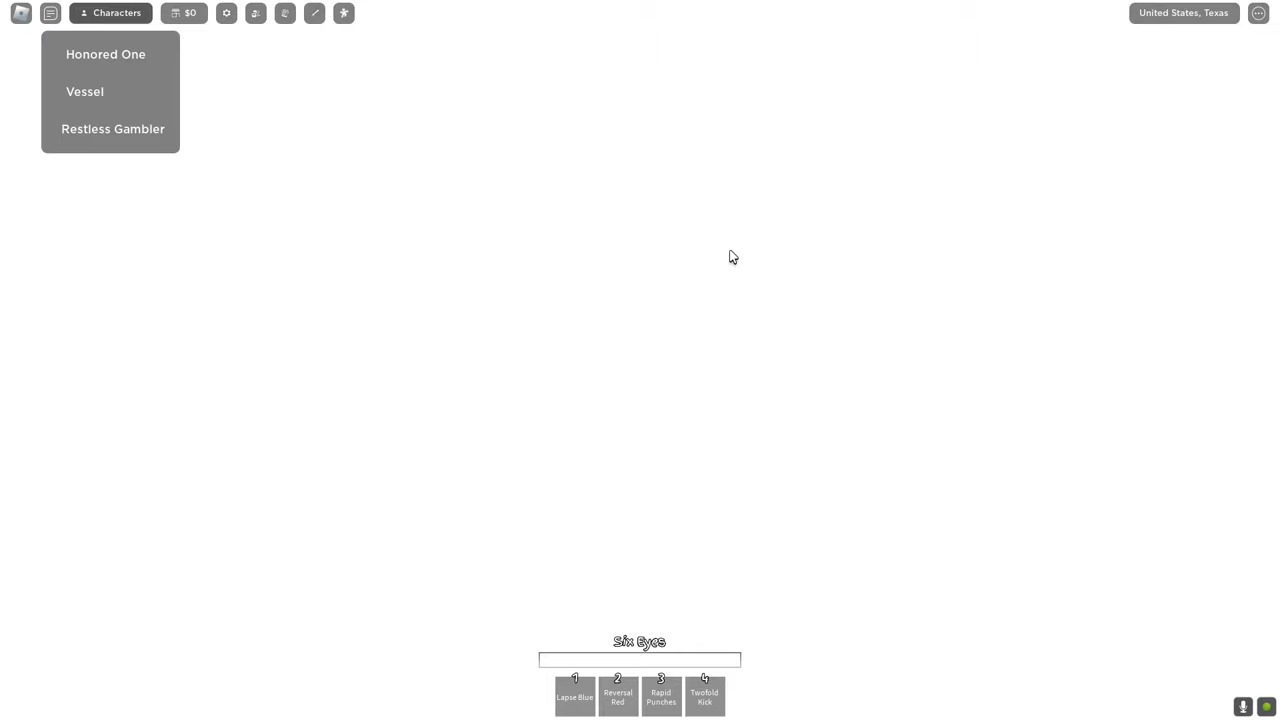 Characters
$0
United States, Texas
Honored One
Vessel
Restless Gambler
Six Eyes
1 2 3 4
Lapse Blue
Reversal
Red
Rapid
Punches
Twofold
Kick